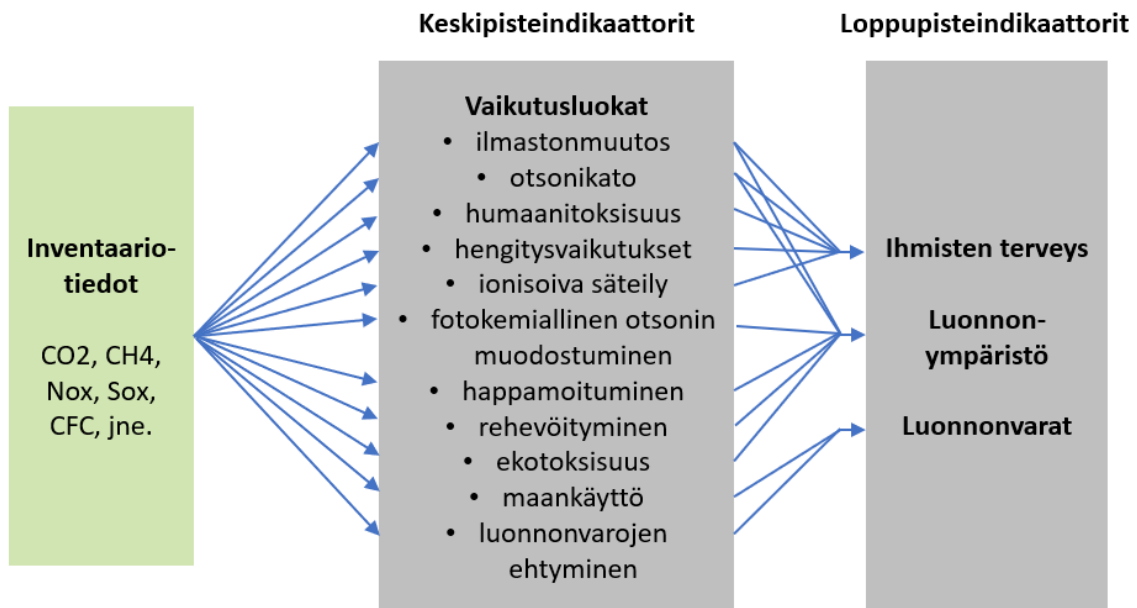 Keskipisteindikaattorit
Loppupisteindikaattorit
Inventaario-
tiedot
CO2, CH4,
Nox, Sox,
CFC, jne.
Vaikutusluokat
• ilmastonmuutos
• otsonikato
• humaanitoksisuus
• hengitysvaikutukset
• ionisoiva säteily
• fotokemiallinen otsonin
muodostuminen
• happamoituminen
• rehevöityminen
• ekotoksisuus
• maankäyttö
• luonnonvarojen
ehtyminen
Ihmisten terveys
Luonnon-
ympäristö
Luonnonvarat